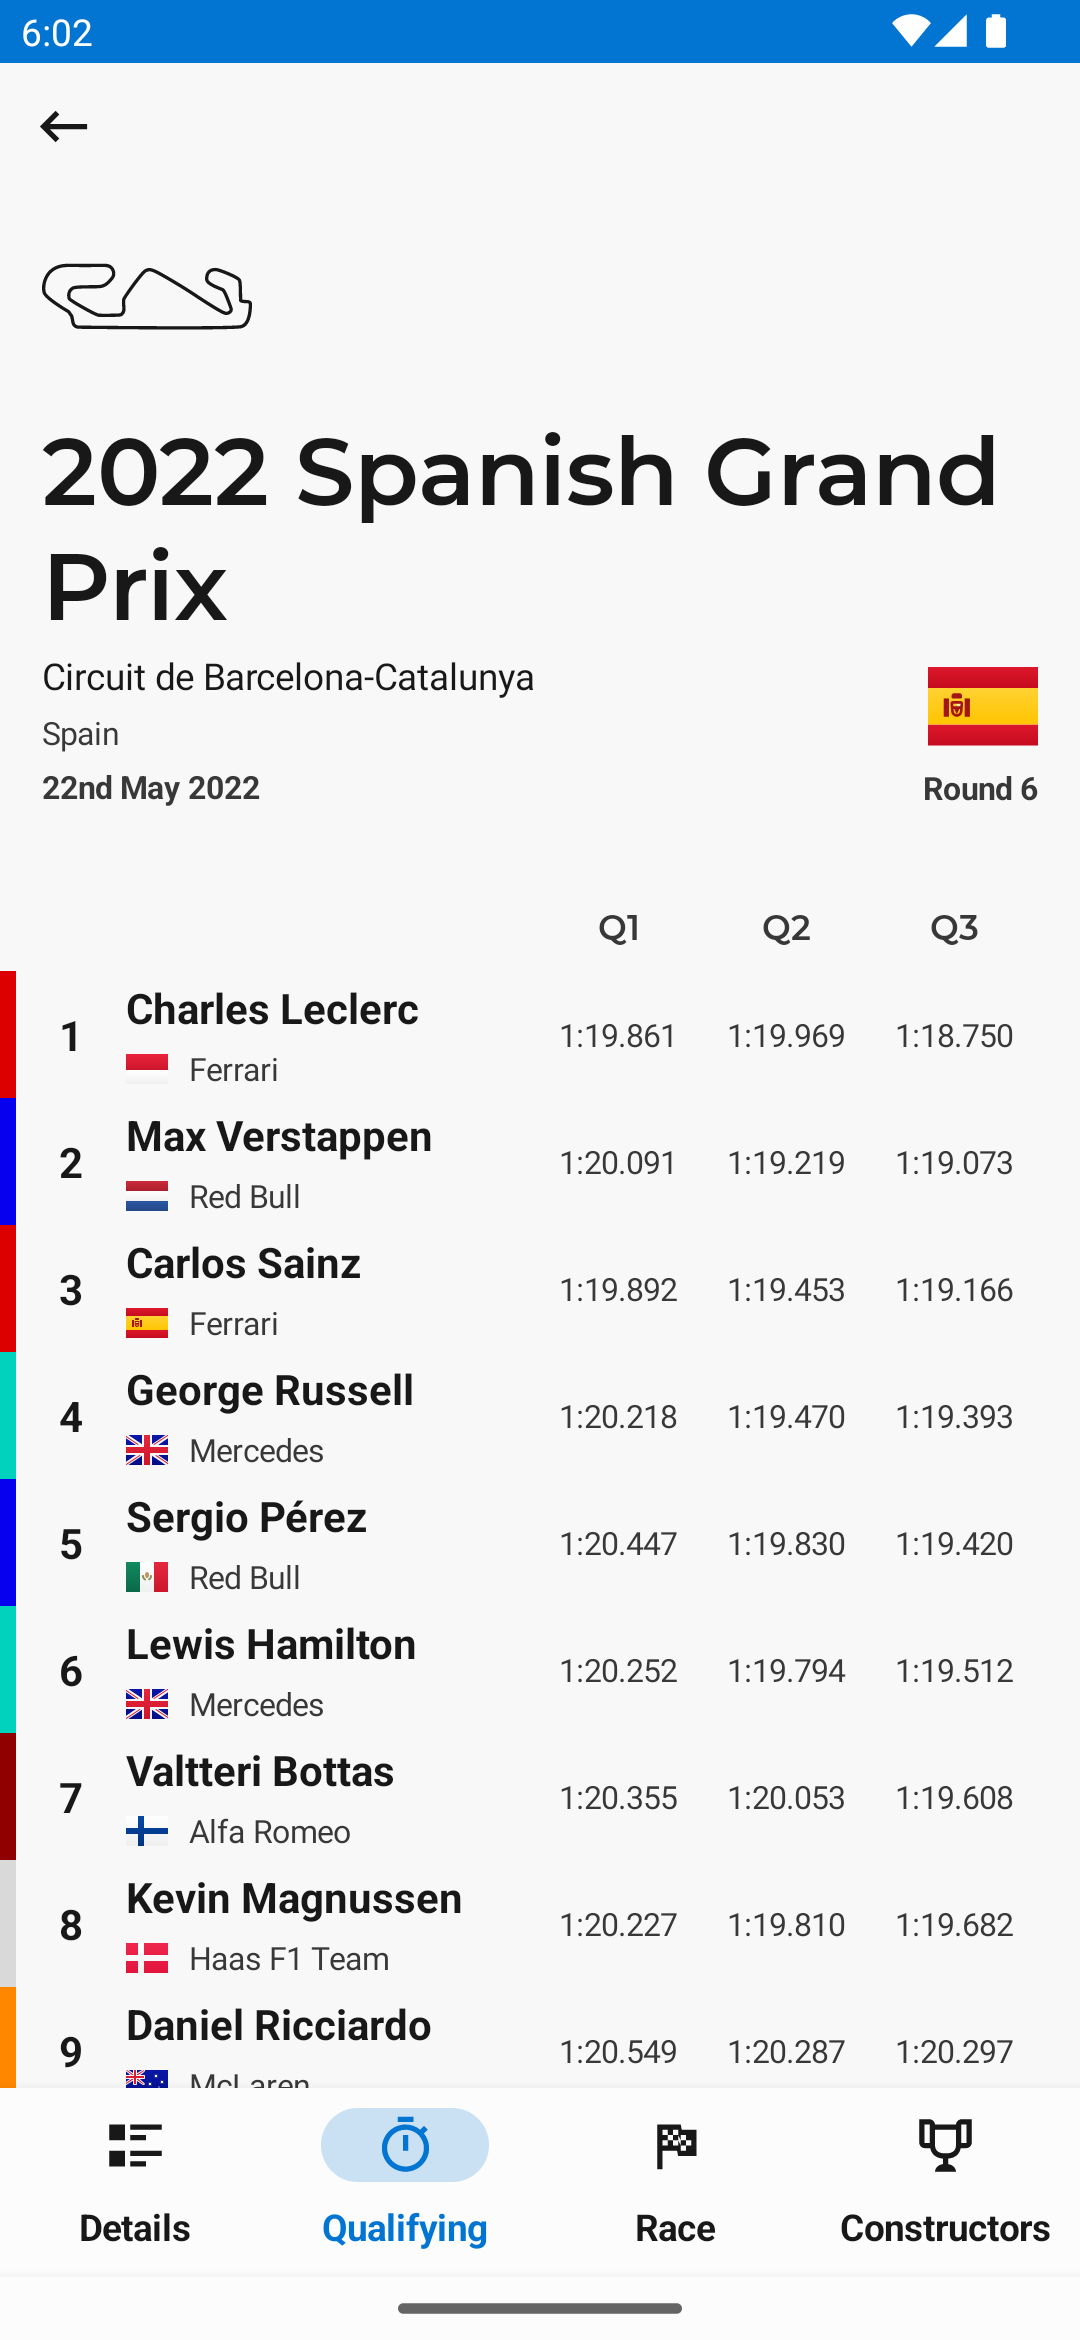 6:02
2022 Spanish Grand
Prix
Circuit de Barcelona-Catalunya
Spain
22nd May 2022
Round 6
Q1 Q2 Q3
1 Charles Leclerc 1:19.861 1:19.969 1:18.750
Ferrari
2 Max Verstappen 1:20.091 1:19.219 1:19.073
Red Bull
3 Carlos Sainz 1:19.892 1:19.453 1:19.166
Ferrari
4 George Russell 1:20.218 1:19.470 1:19.393
Mercedes
5 Sergio Pérez 1:20.447 1:19.830 1:19.420
Red Bull
6 Lewis Hamilton 1:20.252 1:19.794 1:19.512
Mercedes
7 Valtteri Bottas 1:20.355 1:20.053 1:19.608
Alfa Romeo
8 Kevin Magnussen 1:20.227 1:19.810 1:19.682
Haas F1 Team
9 Daniel Ricciardo 1:20.549 1:20.287 1:20.297
McLaren
Details Qualifying Race Constructors